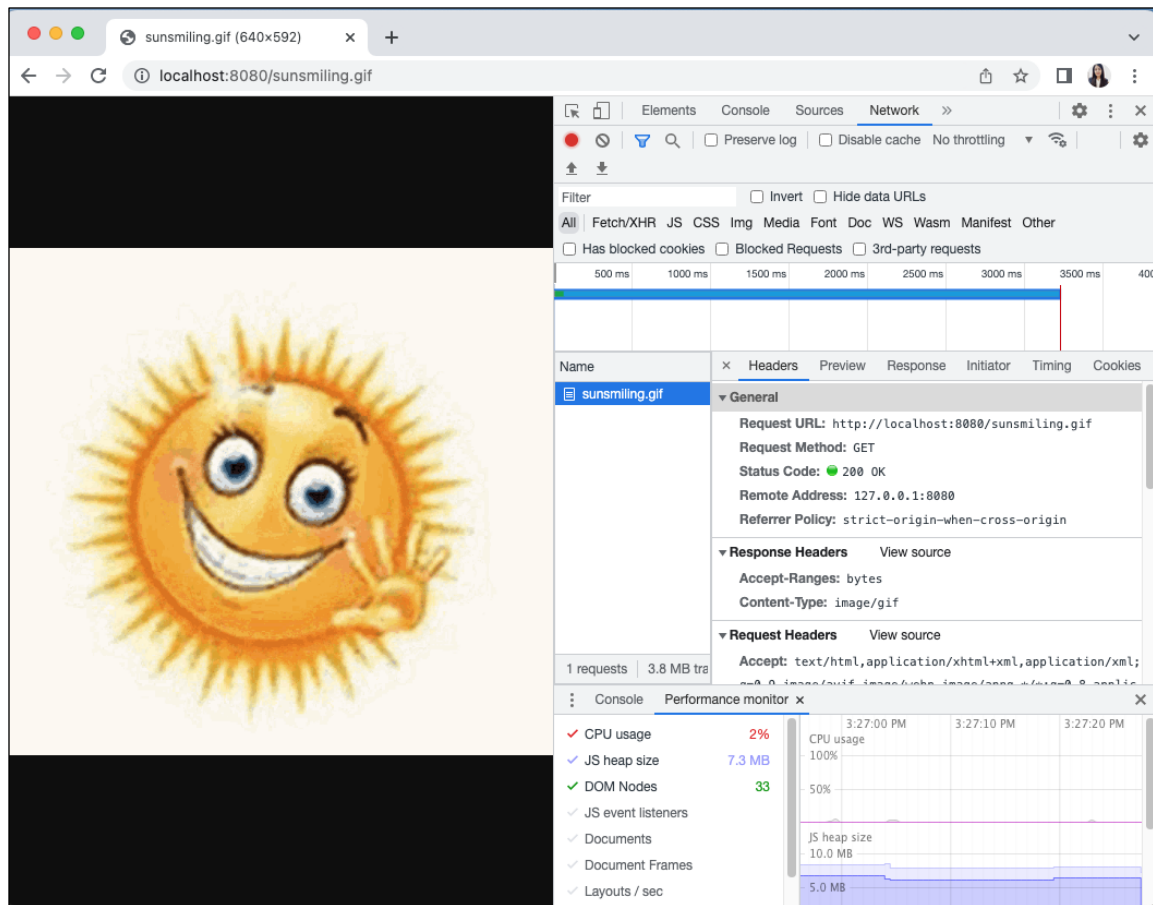 sunsmiling.gif (640×592)
localhost:8080/sunsmiling.gif
Elements Console Sources Network »
Preserve log Disable cache No throttling
Filter Invert Hide data URLs
All Fetch/XHR JS CSS Img Media Font Doc WS Wasm Manifest Other
Has blocked cookies Blocked Requests 3rd-party requests
500 ms 1000 ms 1500 ms 2000 ms 2500 ms 3000 ms 3500 ms 400
Name
sunsmiling.gif
1 requests 3.8 MB tra
× Headers Preview Response Initiator Timing Cookies
General
Request URL: http://localhost:8080/sunsmiling.gif
Request Method: GET
Status Code: 200 OK
Remote Address: 127.0.0.1:8080
Referrer Policy: strict-origin-when-cross-origin
Response Headers View source
Accept-Ranges: bytes
Content-Type: image/gif
Request Headers View source
Accept: text/html,application/xhtml+xml,application/xml;
Console Performance monitor ×
CPU usage 2%
JS heap size 7.3 MB
DOM Nodes 33
JS event listeners
Documents
Document Frames
Layouts / sec
3:27:00 PM 3:27:10 PM 3:27:20 PM
CPU usage
100%
50%
JS heap size
10.0 MB
5.0 MB